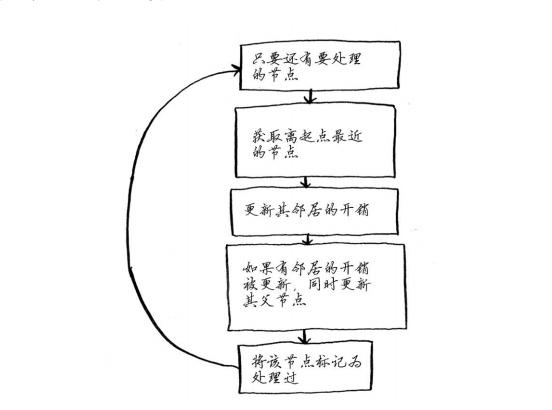 只要还有要处理
的节点
获取离起点最近
的节点
更新其邻居的开销
如果有邻居的开销
被更新，同时更新
其父节点
将该节点标记为
处理过